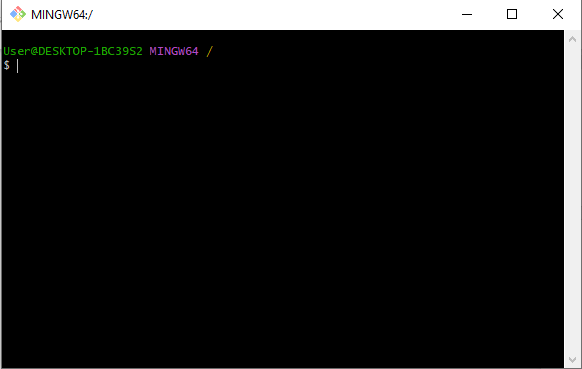 MINGW64:/
User@DESKTOP-1BC39S2 MINGW64 /
$